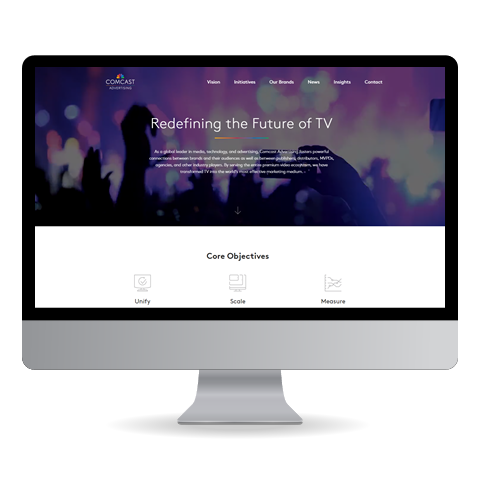 COMCAST
ADVERTISING
Vision Initiatives Our Brands News Insights Contact
Redefining the Future of TV
As a global leader in media, technology, and advertising, Comcast Advertising fosters powerful
connections between brands and their audiences as well as between publishers, distributors, MVPDs,
agencies, and other industry players. By serving the entire premium video ecosystem, we have
transformed TV into the world's most effective marketing medium.
Core Objectives
Unify Scale Measure